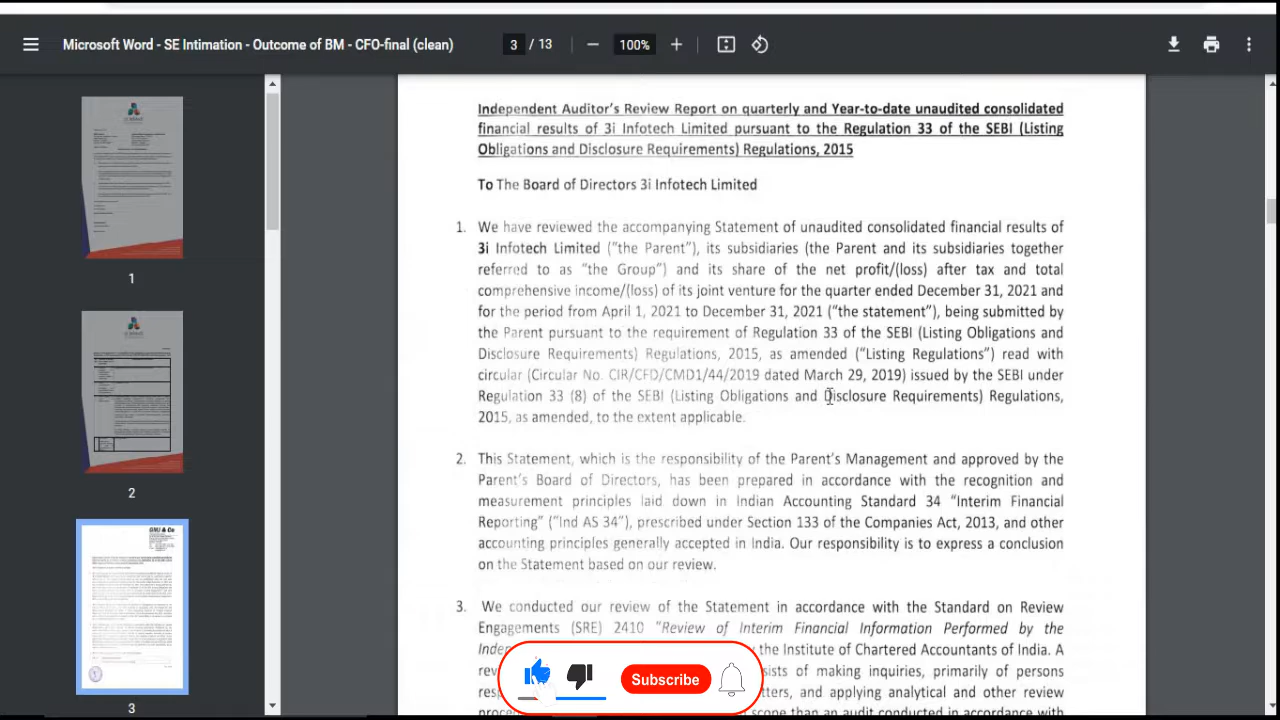 Microsoft Word - SE Intimation - Outcome of BM - CFO-final (clean)
3 / 13
100%
1
2
3
GMJ & Co
Independent Auditor's Review Report on quarterly and Year-to-date unaudited consolidated
financial results of 3i Infotech Limited pursuant to the Regulation 33 of the SEBI (Listing
Obligations and Disclosure Requirements) Regulations, 2015
To The Board of Directors 3i Infotech Limited
1. We have reviewed the accompanying Statement of unaudited consolidated financial results of
3i Infotech Limited ("the Parent"), its subsidiaries (the Parent and its subsidiaries together
referred to as "the Group") and its share of the net profit/(loss) after tax and total
comprehensive income/(loss) of its joint venture for the quarter ended December 31, 2021 and
for the period from April 1, 2021 to December 31, 2021 ("the statement"), being submitted by
the Parent pursuant to the requirement of Regulation 33 of the SEBI (Listing Obligations and
Disclosure Requirements) Regulations, 2015, as amended ("Listing Regulations") read with
circular (Circular No. CIR/CFD/CMD1/44/2019 dated March 29, 2019) issued by the SEBI under
Regulation 33 (8) of the SEBI (Listing Obligations and Disclosure Requirements) Regulations,
2015, as amended, to the extent applicable.
2. This Statement, which is the responsibility of the Parent's Management and approved by the
Parent's Board of Directors, has been prepared in accordance with the recognition and
measurement principles laid down in Indian Accounting Standard 34 "Interim Financial
Reporting" ("Ind AS 34"), prescribed under Section 133 of the Companies Act, 2013, and other
accounting principles generally accepted in India. Our responsibility is to express a conclusion
on the Statement based on our review.
3. We conducted our review of the Statement in accordance with the Standard on Review
Engagements (SRE) 2410 "Review of Interim Information Performed by the
the Institute of Chartered Accountants of India. A
of making inquiries, primarily of persons
and applying analytical and other review
scope than an audit conducted in accordance with
Subscribe